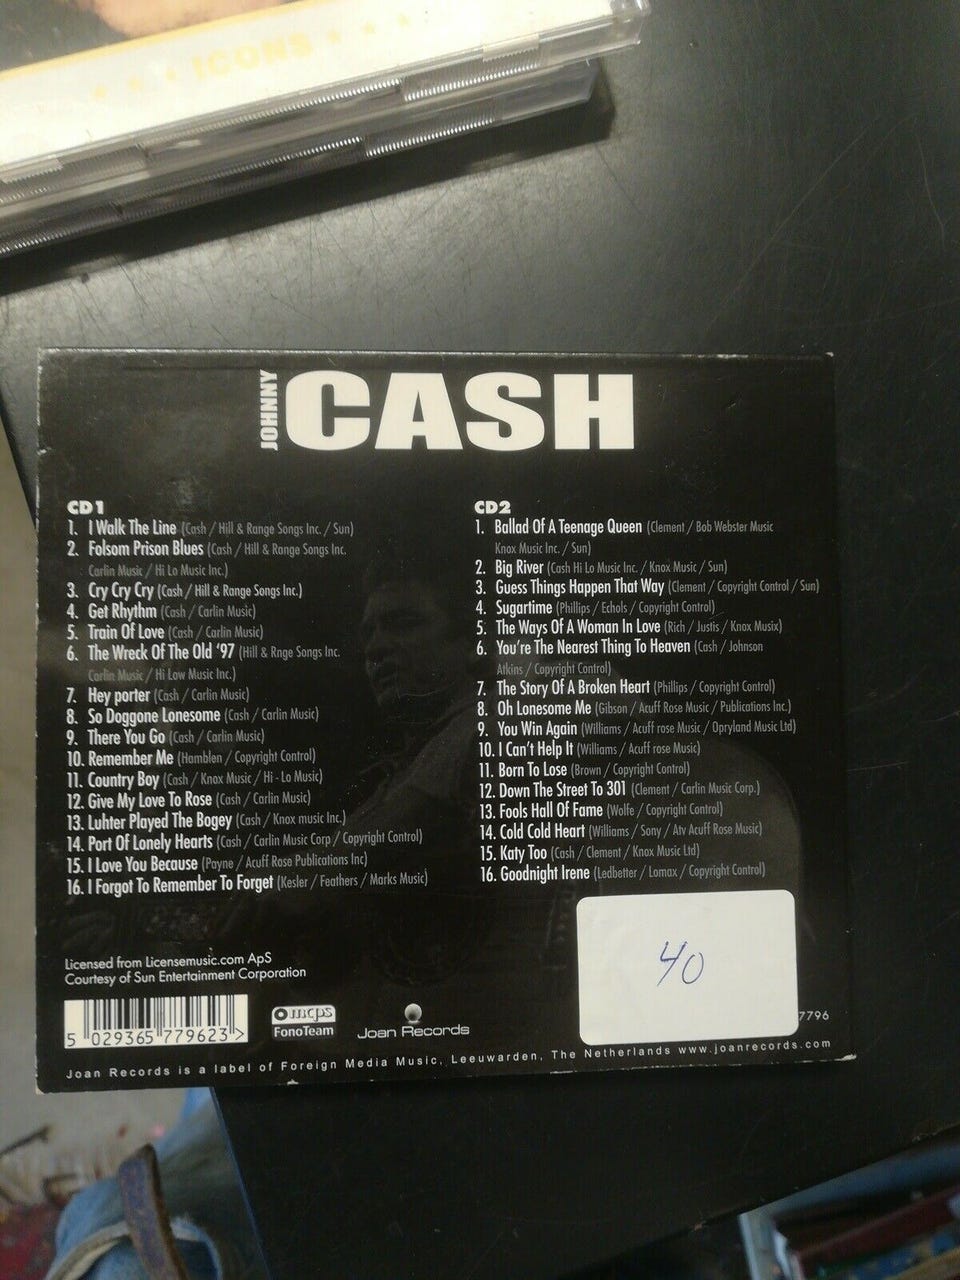 ★ ★ ★ ICONS ★ ★ ★
JOHNNY CASH
CD1
1. I Walk The Line (Cash / Hill & Range Songs Inc. / Sun)
2. Folsom Prison Blues (Cash / Hill & Range Songs Inc.
Carlin Music / Hi Lo Music Inc.)
3. Cry Cry Cry (Cash / Hill & Range Songs Inc.)
4. Get Rhythm (Cash / Carlin Music)
5. Train Of Love (Cash / Carlin Music)
6. The Wreck Of The Old '97 (Hill & Rnge Songs Inc.
Carlin Music / Hi Low Music Inc.)
7. Hey porter (Cash / Carlin Music)
8. So Doggone Lonesome (Cash / Carlin Music)
9. There You Go (Cash / Carlin Music)
10. Remember Me (Hamblen / Copyright Control)
11. Country Boy (Cash / Knox Music / Hi - Lo Music)
12. Give My Love To Rose (Cash / Carlin Music)
13. Luhter Played The Bogey (Cash / Knox music Inc.)
14. Port Of Lonely Hearts (Cash / Carlin Music Corp / Copyright Control)
15. I Love You Because (Payne / Acuff Rose Publications Inc)
16. I Forgot To Remember To Forget (Kesler / Feathers / Marks Music)
CD2
1. Ballad Of A Teenage Queen (Clement / Bob Webster Music
Knox Music Inc. / Sun)
2. Big River (Cash Hi Lo Music Inc. / Knox Music / Sun)
3. Guess Things Happen That Way (Clement / Copyright Control / Sun)
4. Sugartime (Phillips / Echols / Copyright Control)
5. The Ways Of A Woman In Love (Rich / Justis / Knox Musix)
6. You're The Nearest Thing To Heaven (Cash / Johnson
Atkins / Copyright Control)
7. The Story Of A Broken Heart (Phillips / Copyright Control)
8. Oh Lonesome Me (Gibson / Acuff Rose Music / Publications Inc.)
9. You Win Again (Williams / Acuff rose Music / Opryland Music Ltd)
10. I Can't Help It (Williams / Acuff rose Music)
11. Born To Lose (Brown / Copyright Control)
12. Down The Street To 301 (Clement / Carlin Music Corp.)
13. Fools Hall Of Fame (Wolfe / Copyright Control)
14. Cold Cold Heart (Williams / Sony / Atv Acuff Rose Music)
15. Katy Too (Cash / Clement / Knox Music Ltd)
16. Goodnight Irene (Ledbetter / Lomax / Copyright Control)
40
Licensed from Licensemusic.com ApS
Courtesy of Sun Entertainment Corporation
5 029365 779623 >
mcps
FonoTeam
Joan Records
7796
Joan Records is a label of Foreign Media Music, Leeuwarden, The Netherlands www.joanrecords.com